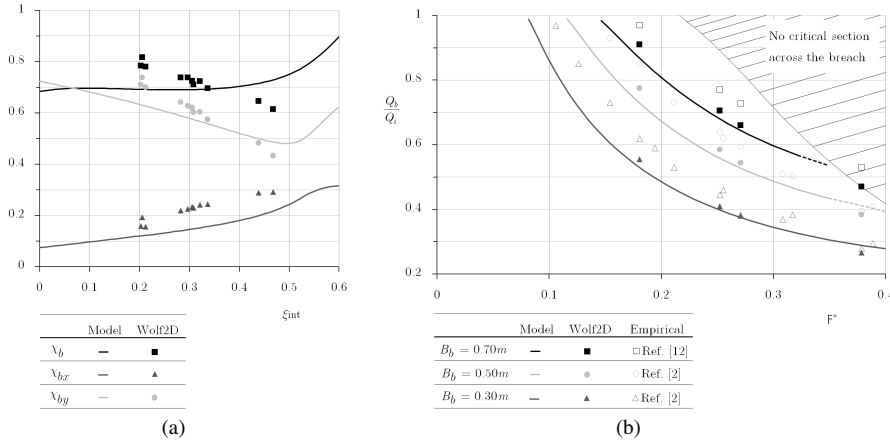 1
0.8
0.6
0.4
0.2
0
0 0.1 0.2 0.3 0.4 0.5 0.6
ξint
Model Wolf2D
χb
χbx
χby
(a)
1
0.8
0.6
0.4
0.2
Qb
Qi
No critical section
across the breach
0 0.1 0.2 0.3 0.4
F*
Model Wolf2D Empirical
Bb = 0.70m Ref. [12]
Bb = 0.50m Ref. [2]
Bb = 0.30m Ref. [2]
(b)